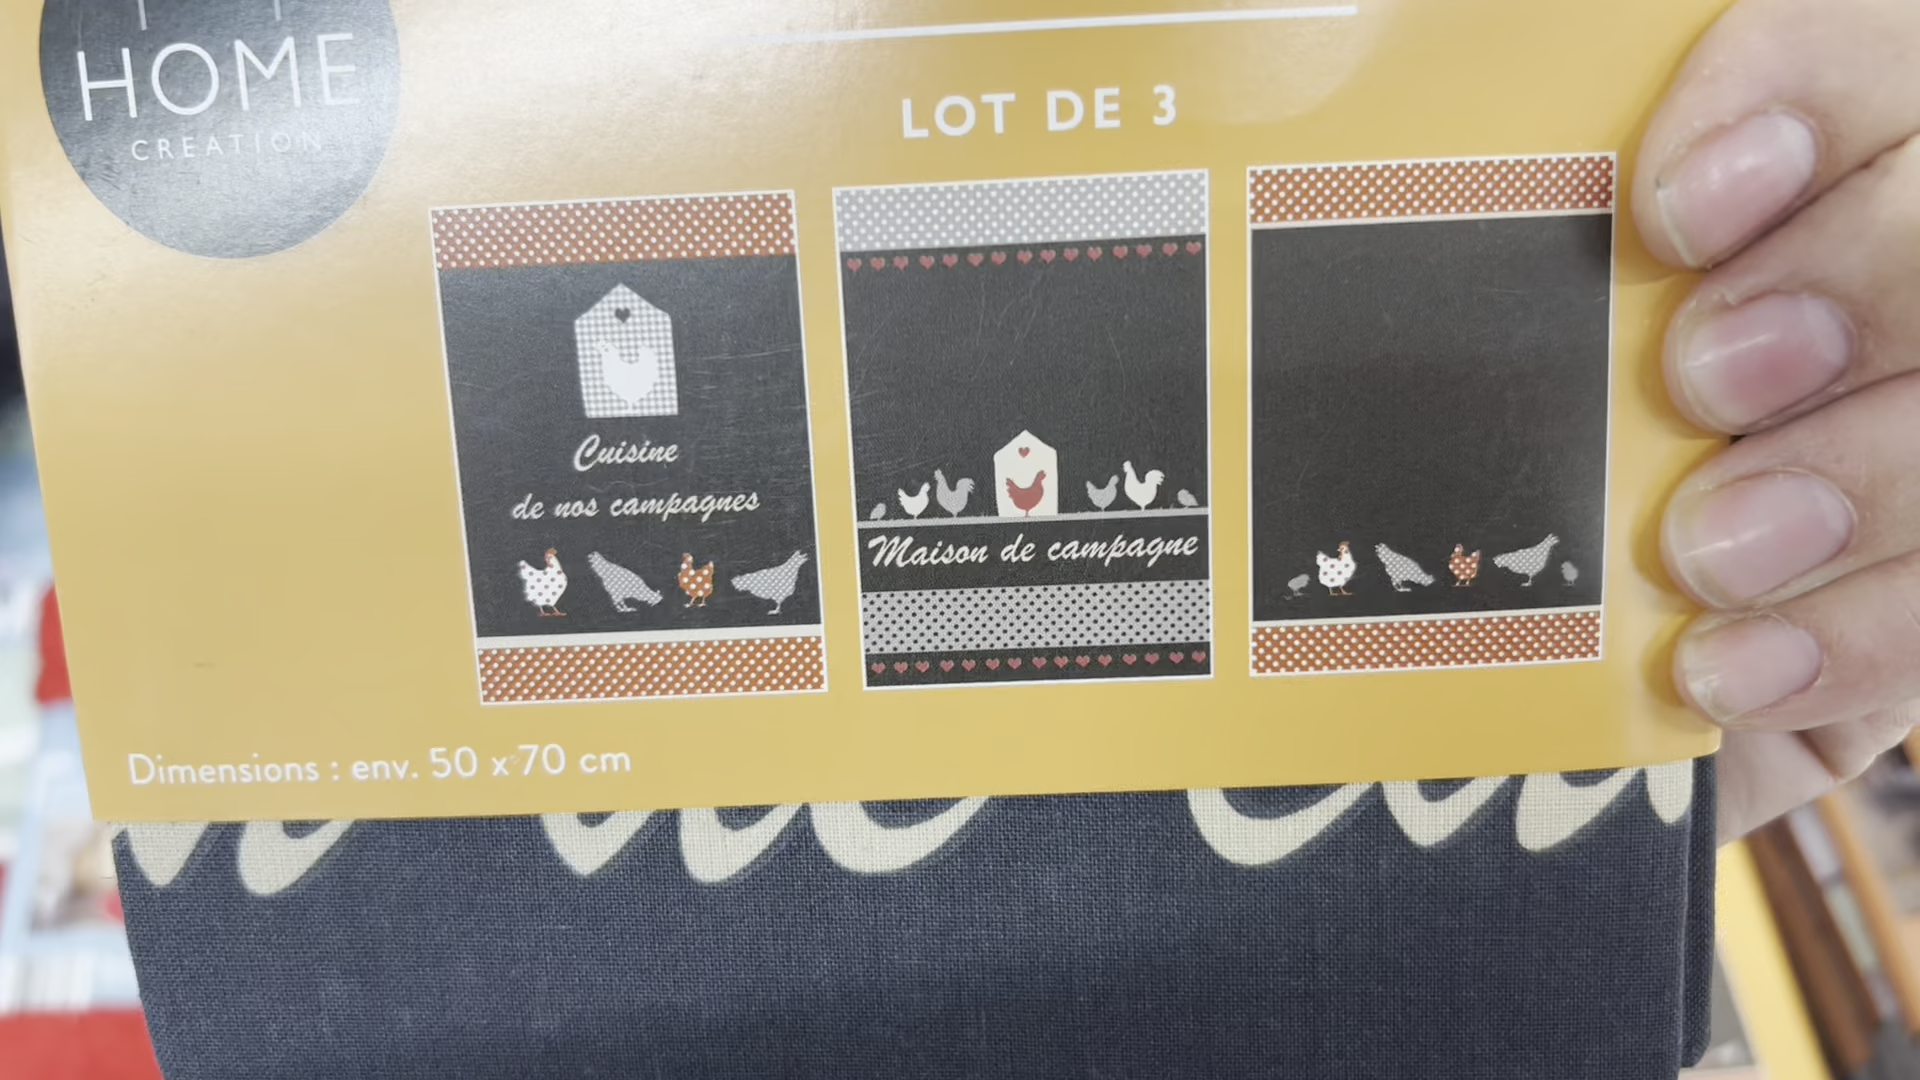 HOME
CREATION
LOT DE 3
Cuisine
de nos campagnes
Maison de campagne
Dimensions : env. 50 x 70 cm